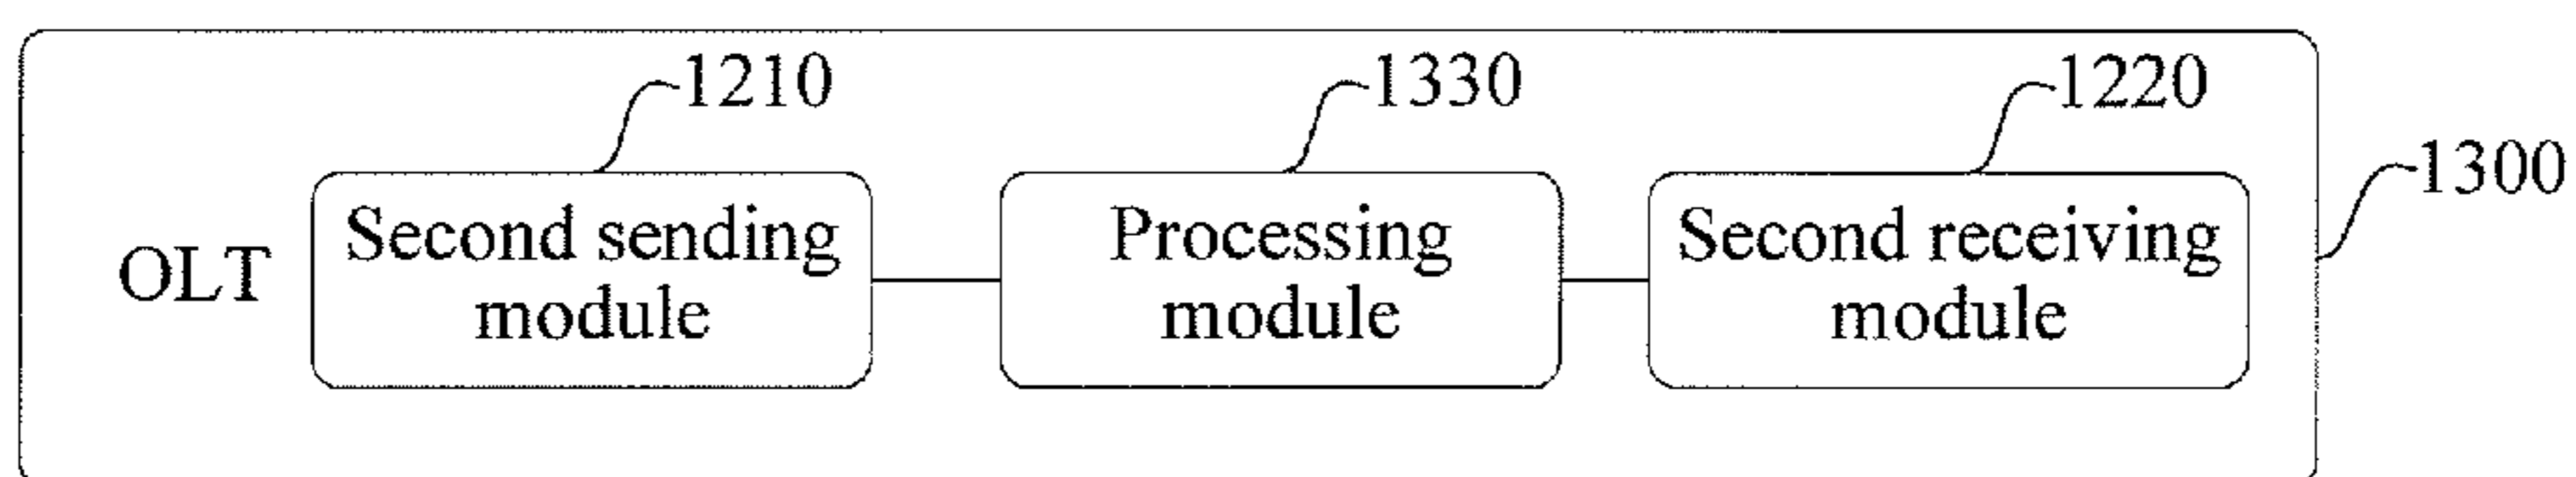 1210
1330
1220
1300
OLT
Second sending
module
Processing
module
Second receiving
module